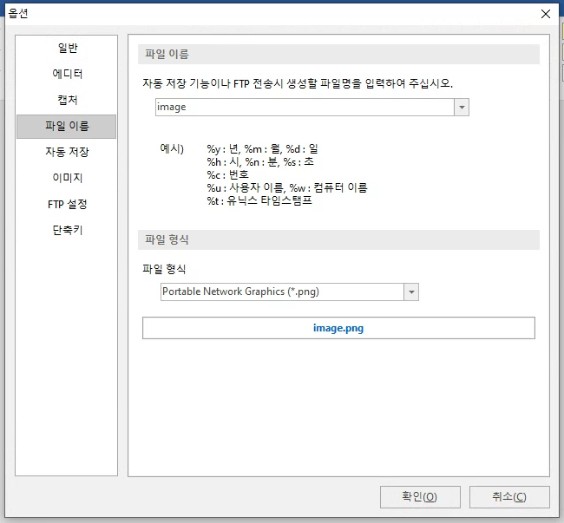 옵션
일반
에디터
캡처
파일 이름
자동 저장
이미지
FTP 설정
단축키
파일 이름
자동 저장 기능이나 FTP 전송시 생성할 파일명을 입력하여 주십시오.
image
예시) %y : 년, %m : 월, %d : 일
%h : 시, %n : 분, %s : 초
%c : 번호
%u : 사용자 이름, %w : 컴퓨터 이름
%t : 유닉스 타임스탬프
파일 형식
파일 형식
Portable Network Graphics (*.png)
image.png
확인(O) 취소(C)